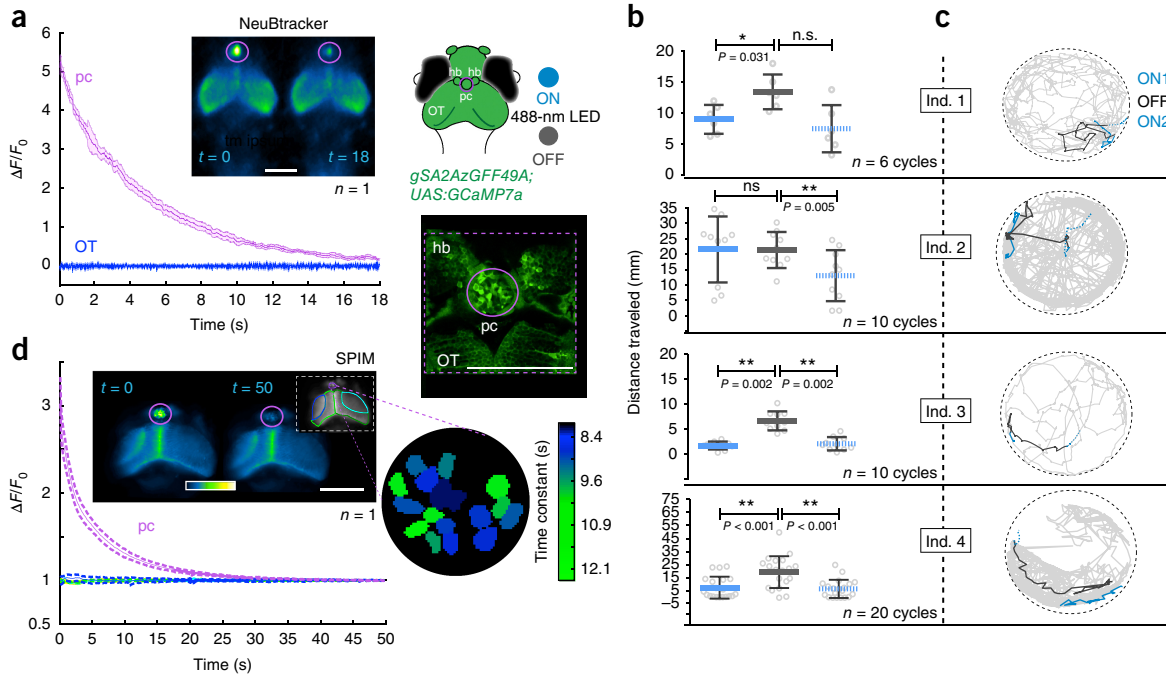 a
NeuBtracker
6
5
4
3
2
1
0
ΔF/F0
pc
OT
t = 0
t = 18
n = 1
0 2 4 6 8 10 12 14 16 18
Time (s)
hb hb
pc
OT
ON
488-nm LED
OFF
gSA2AzGFF49A;
UAS:GCaMP7a
hb
pc
OT
d
SPIM
3
2
1
0.5
ΔF/F0
t = 0
t = 50
n = 1
pc
0 5 10 15 20 25 30 35 40 45 50
Time (s)
Time constant (s)
8.4
9.6
10.9
12.1
b
Distance traveled (mm)
20
15
10
5
0
* n.s.
P = 0.031
n = 6 cycles
35
30
25
20
15
10
5
0
ns **
P = 0.005
n = 10 cycles
20
10
0
** **
P = 0.002 P = 0.002
n = 10 cycles
75
65
55
45
35
25
15
5
–5
** **
P < 0.001 P < 0.001
n = 20 cycles
c
Ind. 1
ON1
OFF
ON2
Ind. 2
Ind. 3
Ind. 4